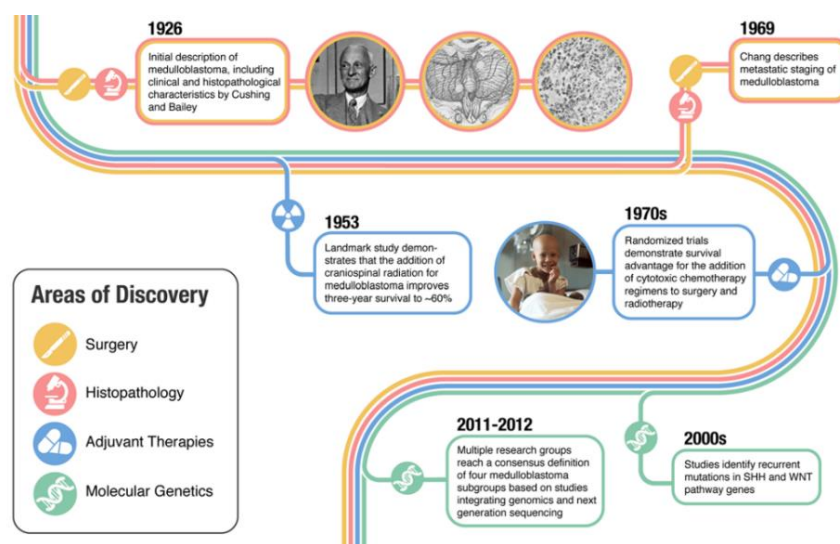 1926
Initial description of
medulloblastoma, including
clinical and histopathological
characteristics by Cushing
and Bailey
1969
Chang describes
metastatic staging of
medulloblastoma
1953
Landmark study demon-
strates that the addition of
craniospinal radiation for
medulloblastoma improves
three-year survival to ~60%
1970s
Randomized trials
demonstrate survival
advantage for the addition
of cytotoxic chemotherapy
regimens to surgery and
radiotherapy
Areas of Discovery
Surgery
Histopathology
Adjuvant Therapies
Molecular Genetics
2011-2012
Multiple research groups
reach a consensus definition
of four medulloblastoma
subgroups based on studies
integrating genomics and next
generation sequencing
2000s
Studies identify recurrent
mutations in SHH and WNT
pathway genes